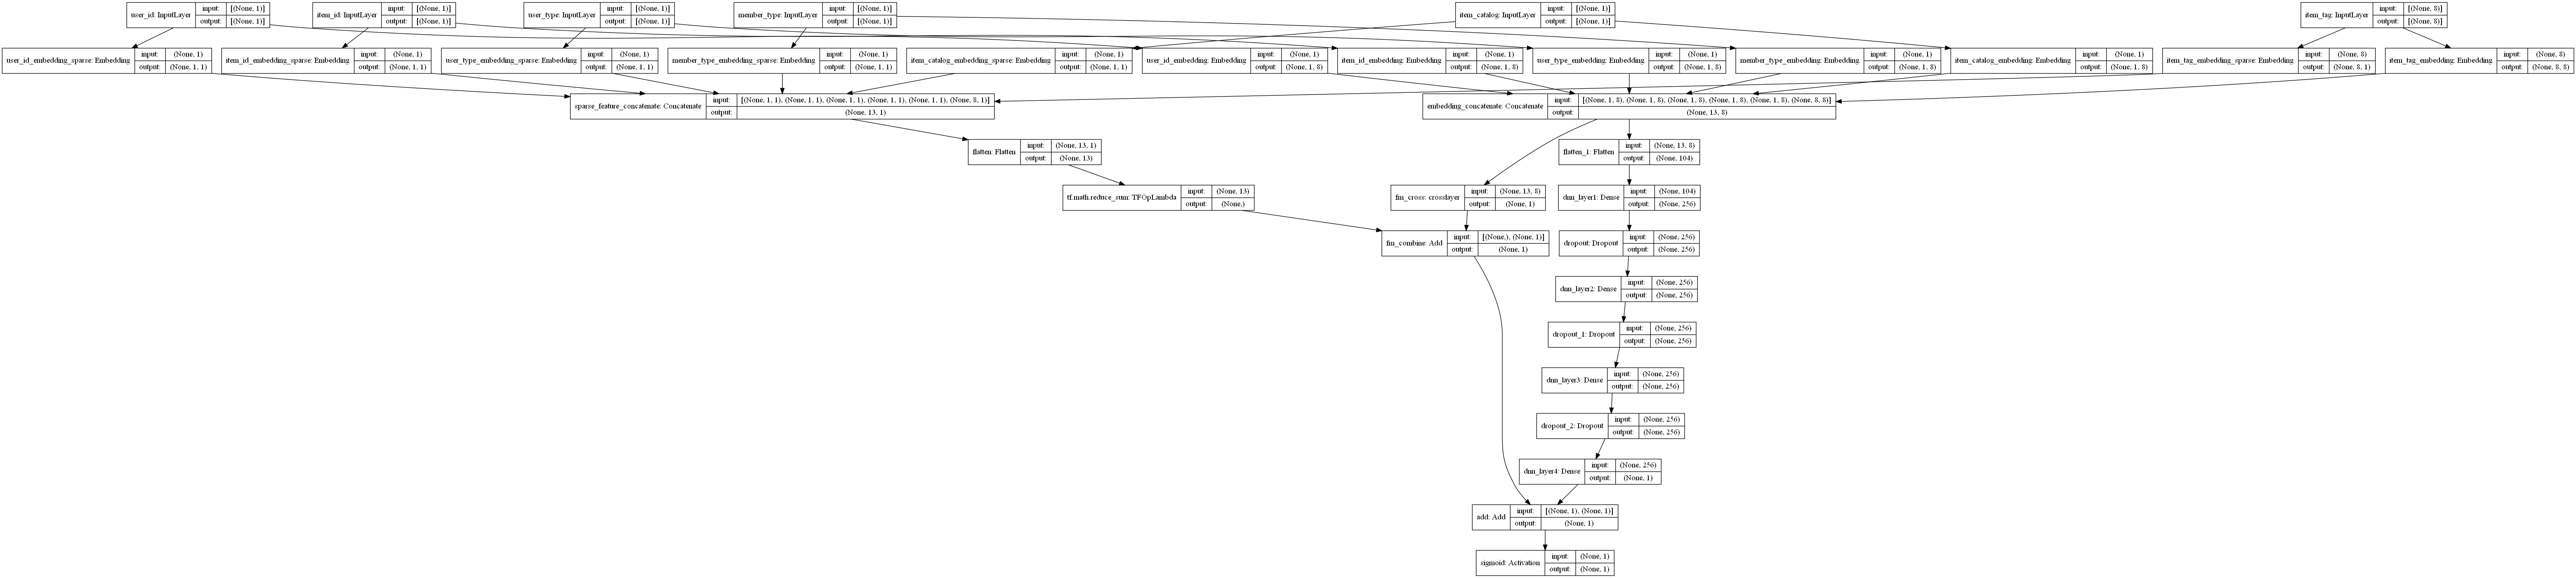 user_id: InputLayer
input: [(None, 1)]
output: [(None, 1)]
item_id: InputLayer
input: [(None, 1)]
output: [(None, 1)]
user_type: InputLayer
input: [(None, 1)]
output: [(None, 1)]
member_type: InputLayer
input: [(None, 1)]
output: [(None, 1)]
item_catalog: InputLayer
input: [(None, 1)]
output: [(None, 1)]
item_tag: InputLayer
input: [(None, 8)]
output: [(None, 8)]
user_id_embedding_sparse: Embedding
input: (None, 1)
output: (None, 1, 1)
item_id_embedding_sparse: Embedding
input: (None, 1)
output: (None, 1, 1)
user_type_embedding_sparse: Embedding
input: (None, 1)
output: (None, 1, 1)
member_type_embedding_sparse: Embedding
input: (None, 1)
output: (None, 1, 1)
item_catalog_embedding_sparse: Embedding
input: (None, 1)
output: (None, 1, 1)
user_id_embedding: Embedding
input: (None, 1)
output: (None, 1, 8)
item_id_embedding: Embedding
input: (None, 1)
output: (None, 1, 8)
user_type_embedding: Embedding
input: (None, 1)
output: (None, 1, 8)
member_type_embedding: Embedding
input: (None, 1)
output: (None, 1, 8)
item_catalog_embedding: Embedding
input: (None, 1)
output: (None, 1, 8)
item_tag_embedding_sparse: Embedding
input: (None, 8)
output: (None, 8, 1)
item_tag_embedding: Embedding
input: (None, 8)
output: (None, 8, 8)
sparse_feature_concatenate: Concatenate
input: [(None, 1, 1), (None, 1, 1), (None, 1, 1), (None, 1, 1), (None, 1, 1), (None, 8, 1)]
output: (None, 13, 1)
embedding_concatenate: Concatenate
input: [(None, 1, 8), (None, 1, 8), (None, 1, 8), (None, 1, 8), (None, 1, 8), (None, 8, 8)]
output: (None, 13, 8)
flatten: Flatten
input: (None, 13, 1)
output: (None, 13)
flatten_1: Flatten
input: (None, 13, 8)
output: (None, 104)
tf.math.reduce_sum: TFOpLambda
input: (None, 13)
output: (None,)
fm_cross: crosslayer
input: (None, 13, 8)
output: (None, 1)
dnn_layer1: Dense
input: (None, 104)
output: (None, 256)
fm_combine: Add
input: [(None,), (None, 1)]
output: (None, 1)
dropout: Dropout
input: (None, 256)
output: (None, 256)
dnn_layer2: Dense
input: (None, 256)
output: (None, 256)
dropout_1: Dropout
input: (None, 256)
output: (None, 256)
dnn_layer3: Dense
input: (None, 256)
output: (None, 256)
dropout_2: Dropout
input: (None, 256)
output: (None, 256)
dnn_layer4: Dense
input: (None, 256)
output: (None, 1)
add: Add
input: [(None, 1), (None, 1)]
output: (None, 1)
sigmoid: Activation
input: (None, 1)
output: (None, 1)